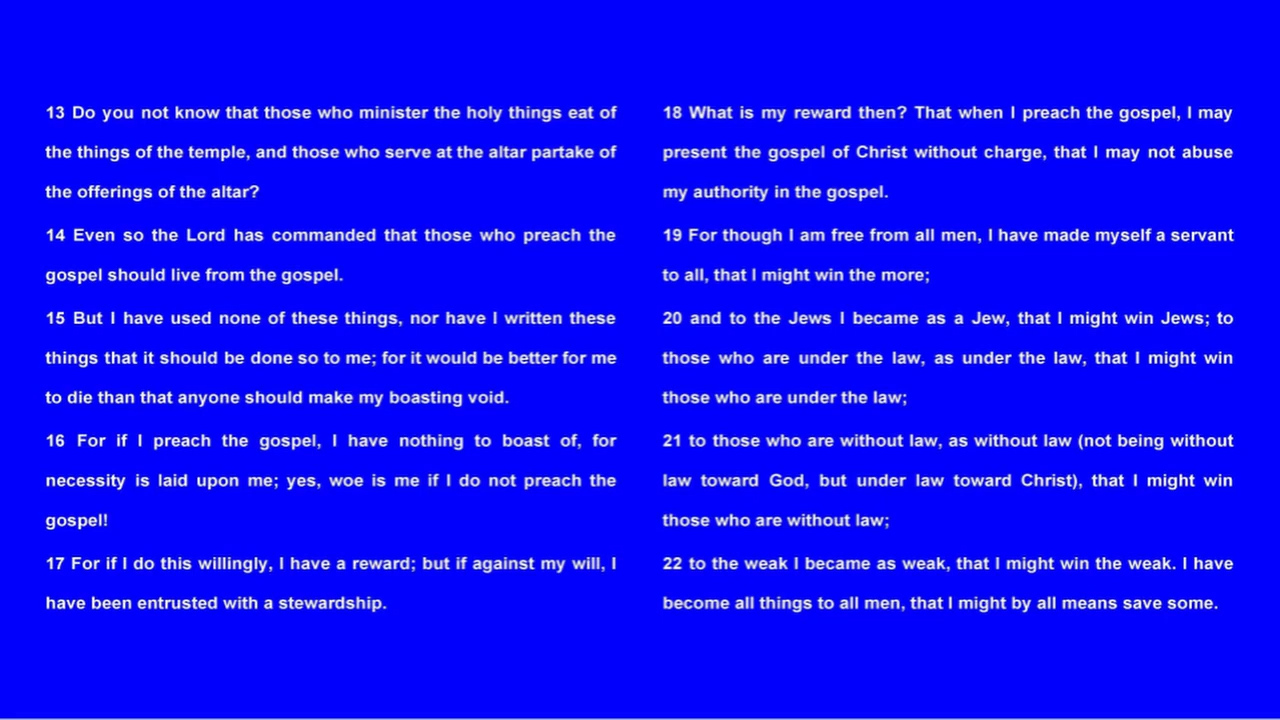 13 Do you not know that those who minister the holy things eat of
the things of the temple, and those who serve at the altar partake of
the offerings of the altar?
14 Even so the Lord has commanded that those who preach the
gospel should live from the gospel.
15 But I have used none of these things, nor have I written these
things that it should be done so to me; for it would be better for me
to die than that anyone should make my boasting void.
16 For if I preach the gospel, I have nothing to boast of, for
necessity is laid upon me; yes, woe is me if I do not preach the
gospel!
17 For if I do this willingly, I have a reward; but if against my will, I
have been entrusted with a stewardship.
18 What is my reward then? That when I preach the gospel, I may
present the gospel of Christ without charge, that I may not abuse
my authority in the gospel.
19 For though I am free from all men, I have made myself a servant
to all, that I might win the more;
20 and to the Jews I became as a Jew, that I might win Jews; to
those who are under the law, as under the law, that I might win
those who are under the law;
21 to those who are without law, as without law (not being without
law toward God, but under law toward Christ), that I might win
those who are without law;
22 to the weak I became as weak, that I might win the weak. I have
become all things to all men, that I might by all means save some.